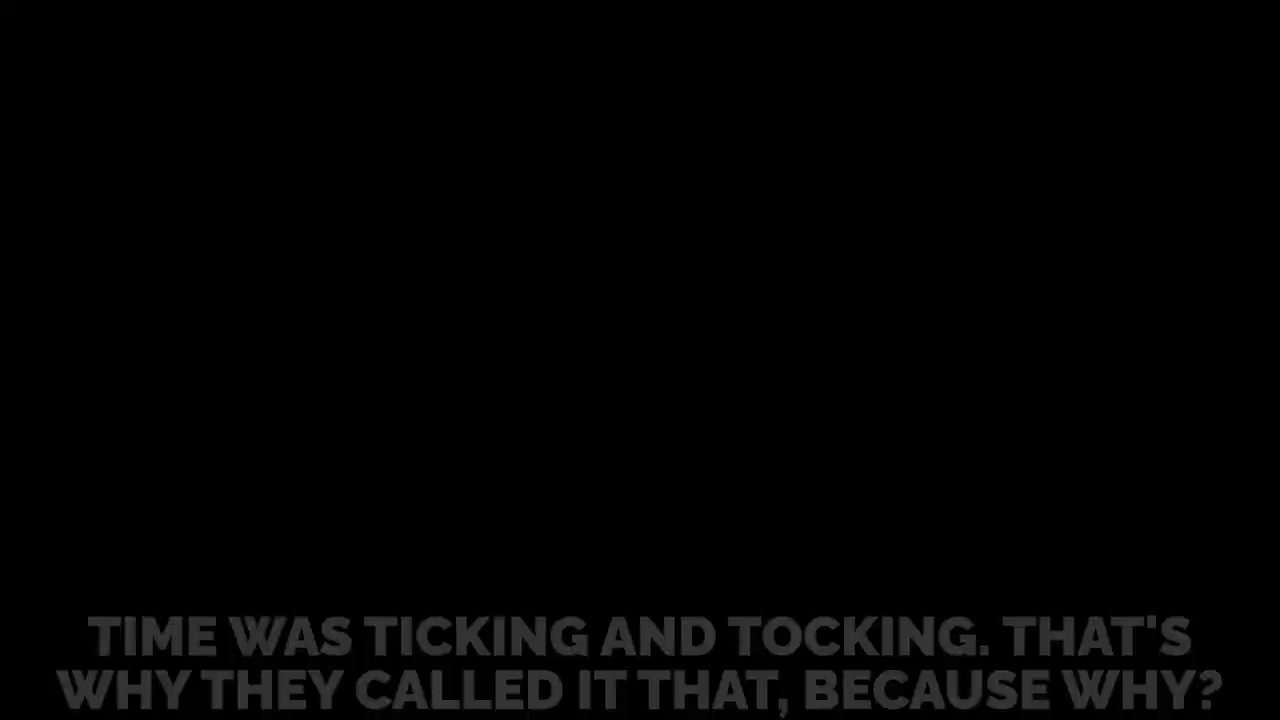 TIME WAS TICKING AND TOCKING. THAT'S
WHY THEY CALLED IT THAT, BECAUSE WHY?